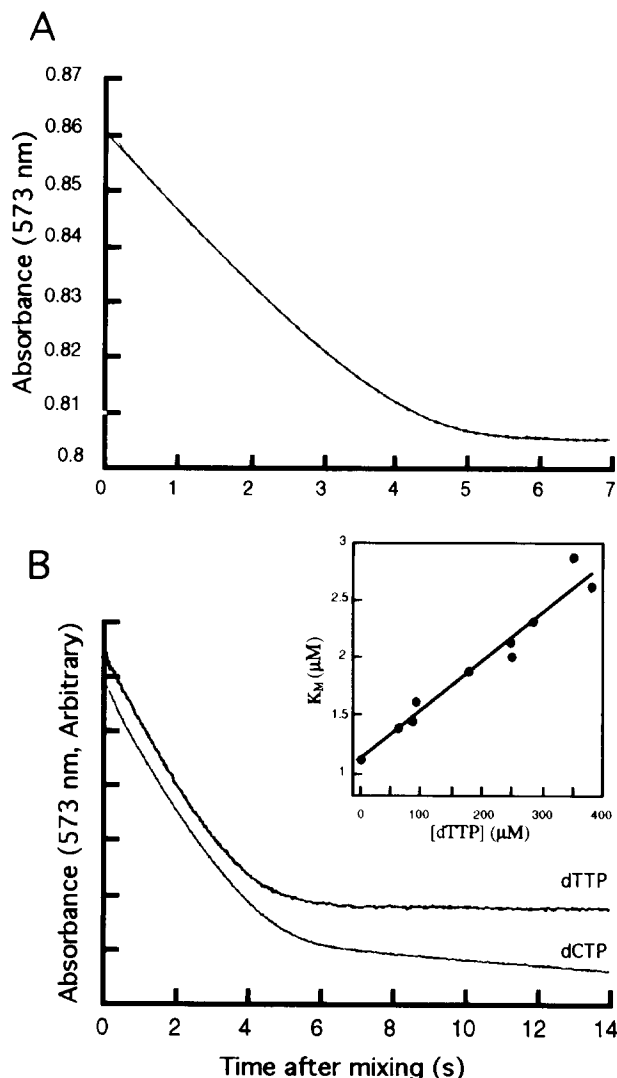 A
Absorbance (573 nm)
0.87
0.86
0.85
0.84
0.83
0.82
0.81
0.8
0 1 2 3 4 5 6 7
B
Absorbance (573 nm, Arbitrary)
K_M (μM)
3
2.5
2
1.5
1
0 100 200 300 400
[dTTP] (μM)
dTTP
dCTP
0 2 4 6 8 10 12 14
Time after mixing (s)